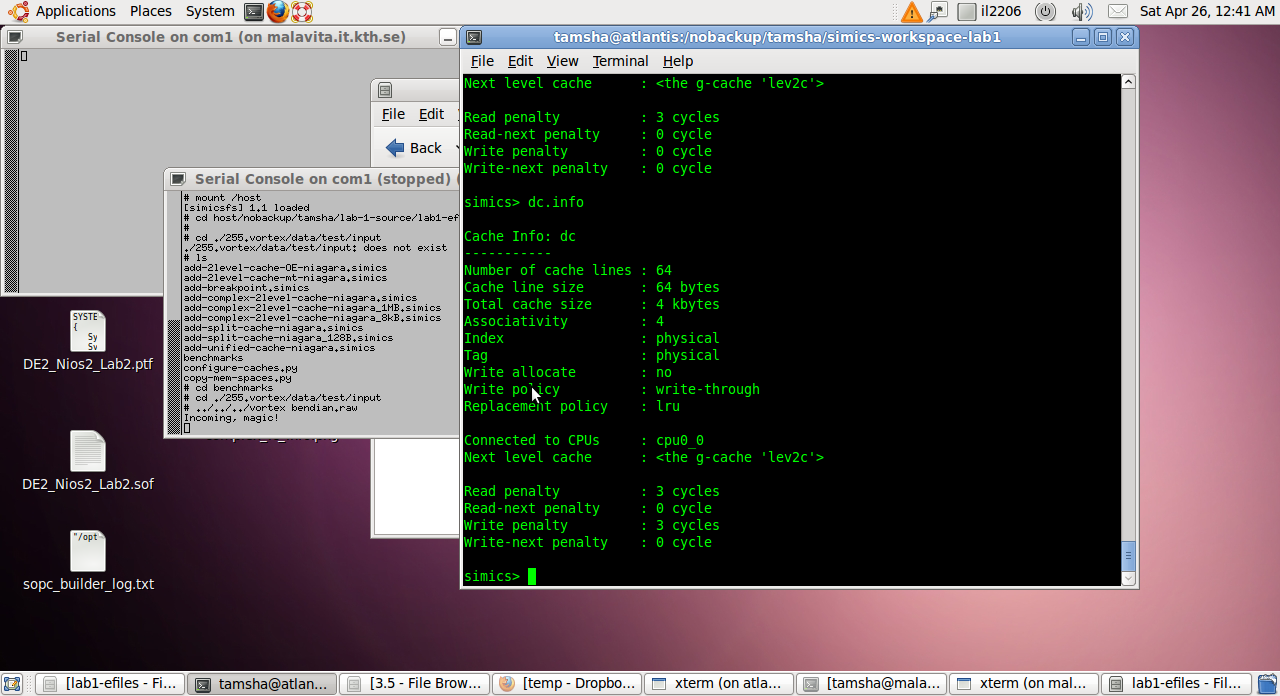 Applications Places System il2206 Sat Apr 26, 12:41 AM
Serial Console on com1 (on malavita.it.kth.se)
File Edit
Back
Serial Console on com1 (stopped) (
# mount /host
[simicsfs] 1.1 loaded
# cd host/nobackup/tamsha/lab-1-source/lab1-ef
#
# cd ./255.vortex/data/test/input
./255.vortex/data/test/input: does not exist
# ls
add-2level-cache-OE-niagara.simics
add-2level-cache-mt-niagara.simics
add-breakpoint.simics
add-complex-2level-cache-niagara.simics
add-complex-2level-cache-niagara_1MB.simics
add-complex-2level-cache-niagara_8kB.simics
add-split-cache-niagara.simics
add-split-cache-niagara_128B.simics
add-unified-cache-niagara.simics
benchmarks
configure-caches.py
copy-mem-spaces.py
# cd benchmarks
# cd ./255.vortex/data/test/input
# ../../../vortex bendian.raw
Incoming, magic!
tamsha@atlantis:/nobackup/tamsha/simics-workspace-lab1
File Edit View Terminal Help
Next level cache : <the g-cache 'lev2c'>
Read penalty : 3 cycles
Read-next penalty : 0 cycle
Write penalty : 0 cycle
Write-next penalty : 0 cycle
simics> dc.info
Cache Info: dc
-----------
Number of cache lines : 64
Cache line size : 64 bytes
Total cache size : 4 kbytes
Associativity : 4
Index : physical
Tag : physical
Write allocate : no
Write policy : write-through
Replacement policy : lru
Connected to CPUs : cpu0_0
Next level cache : <the g-cache 'lev2c'>
Read penalty : 3 cycles
Read-next penalty : 0 cycle
Write penalty : 3 cycles
Write-next penalty : 0 cycle
simics>
SYSTE
{
Sy
Sv
DE2_Nios2_Lab2.ptf
DE2_Nios2_Lab2.sof
"/opt
sopc_builder_log.txt
[lab1-efiles - Fi... tamsha@atlan... [3.5 - File Brow... [temp - Dropbo... xterm (on atla... [tamsha@mala... xterm (on mal... lab1-efiles - Fil...